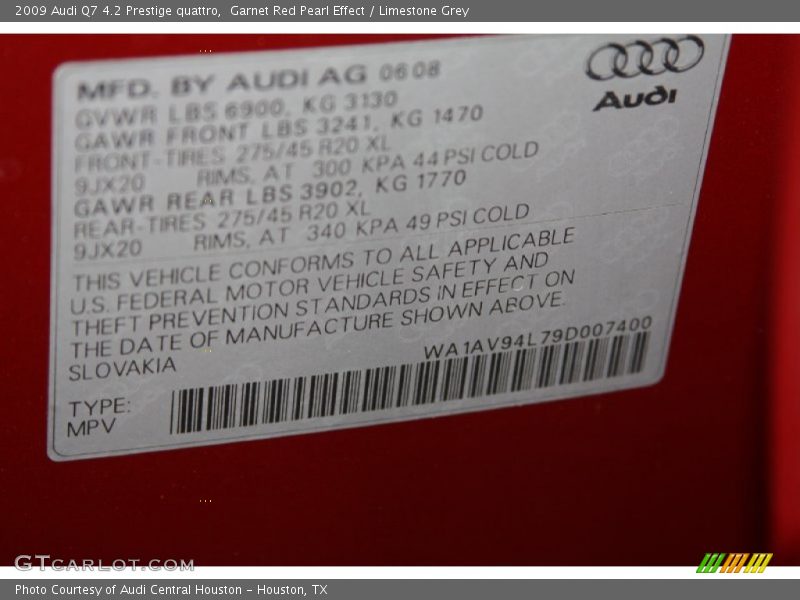 2009 Audi Q7 4.2 Prestige quattro,  Garnet Red Pearl Effect / Limestone Grey
MFD. BY AUDI AG 0608
Audi
GVWR LBS 6900, KG 3130
GAWR FRONT LBS 3241, KG 1470
FRONT-TIRES 275/45 R20 XL
9JX20 RIMS, AT 300 KPA 44 PSI COLD
GAWR REAR LBS 3902, KG 1770
REAR-TIRES 275/45 R20 XL
9JX20 RIMS, AT 340 KPA 49 PSI COLD
THIS VEHICLE CONFORMS TO ALL APPLICABLE
U.S. FEDERAL MOTOR VEHICLE SAFETY AND
THEFT PREVENTION STANDARDS IN EFFECT ON
THE DATE OF MANUFACTURE SHOWN ABOVE.
SLOVAKIA
WA1AV94L79D007400
TYPE:
MPV
GTCARLOT.COM
Photo Courtesy of Audi Central Houston - Houston, TX